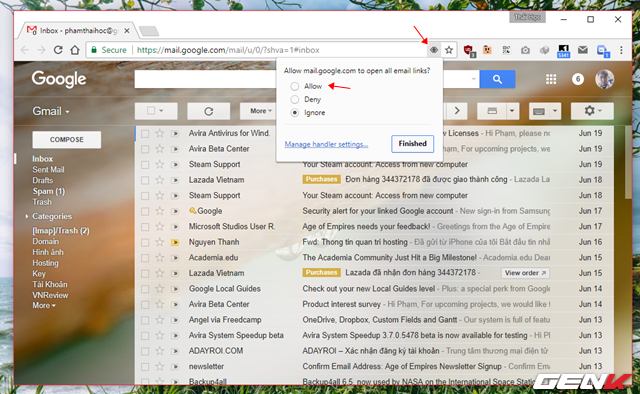 Thái Học
Inbox - phamthaihoc@
Secure
https://mail.google.com/mail/u/0/?shva=1#inbox
Allow mail.google.com to open all email links?
Allow
Deny
Ignore
Manage handler settings...
Finished
Google
6
Gmail
More
COMPOSE
Inbox
Sent Mail
Drafts
Spam (1)
Trash
Categories
[Imap]/Trash (2)
Domain
Hình ảnh
Hosting
Key
Tài Khoản
VNReview
More
Avira Antivirus for Wind. w Licenses - Hi Phạm, please no Jun 19
Avira Beta Center For upcoming projects, we Jun 19
Steam Support Your Steam account: Access from new computer Jun 19
Lazada Vietnam Purchases Đơn hàng 344372178 đã được giao thành công - Jun 18
Steam Support Your Steam account: Access from new computer Jun 18
Google Security alert for your linked Google account - New sign-in from Samsung Jun 17
Microsoft Studios User R. Age of Empires needs your feedback! - Greetings from the Age of Jun 17
Nguyen Thanh Fwd: Thong tin quan tri hosting - Đã gửi từ iPhone của tôi Bắt đầu tin nhắn Jun 16
Academia.edu The Academia Community Just Hit a Big Milestone! - Dear Academia Jun 15
Lazada Vietnam Purchases Lazada đã nhận đơn hàng 344372178 - View order Jun 15
Google Local Guides Check out your new Local Guides level - Plus: a special perk from Google Jun 14
Avira Beta Center Product interest survey - Hi Phạm, For upcoming projects, we would like Jun 14
Angel via Freedcamp OneDrive, Dropbox, Custom Fields and Gantt - Our system is full of featu Jun 13
Avira System Speedup beta Avira System Speedup 3.7.0.5478 beta is now available for testing - Hi Jun 13
ADAYROI.COM ADAYROI – Xác nhận đăng ký tài khoản - Trung tâm thương mại điện tử Jun 13
newsletter Confirm Email Address: Age of Empires Newsletter Signup - Confirm Email Jun 13
Backup4all Backup4all 6.5, now used by NASA on the International Space Station
GENK